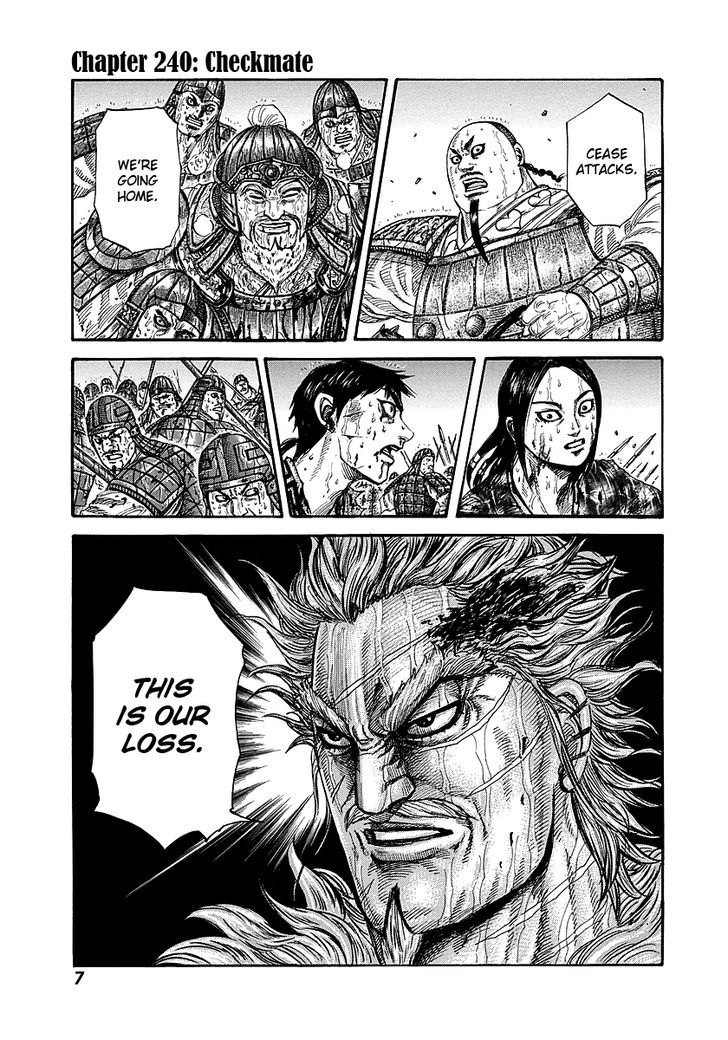 Chapter 240: Checkmate
CEASE
ATTACKS.
WE'RE
GOING
HOME.
THIS
IS OUR
LOSS.
7